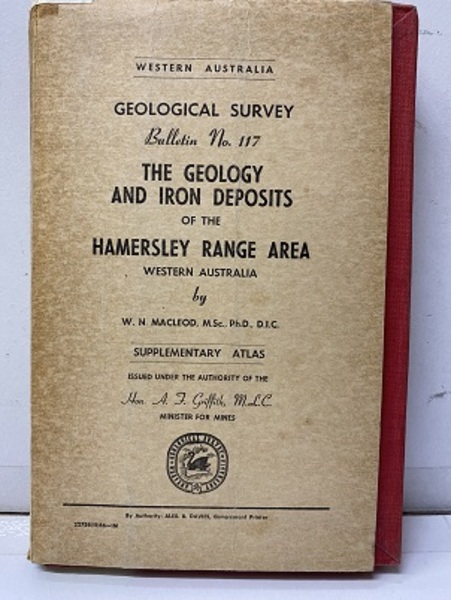 WESTERN AUSTRALIA
GEOLOGICAL SURVEY
Bulletin No. 117
THE GEOLOGY
AND IRON DEPOSITS
OF THE
HAMERSLEY RANGE AREA
WESTERN AUSTRALIA
by
W. N. MACLEOD, M.Sc., Ph.D., D.I.C.
SUPPLEMENTARY ATLAS
ISSUED UNDER THE AUTHORITY OF THE
Hon. A. F. Griffith, M.L.C.
MINISTER FOR MINES
GEOLOGICAL SURVEY
By Authority: ALEX. B. DAVIES, Government Printer